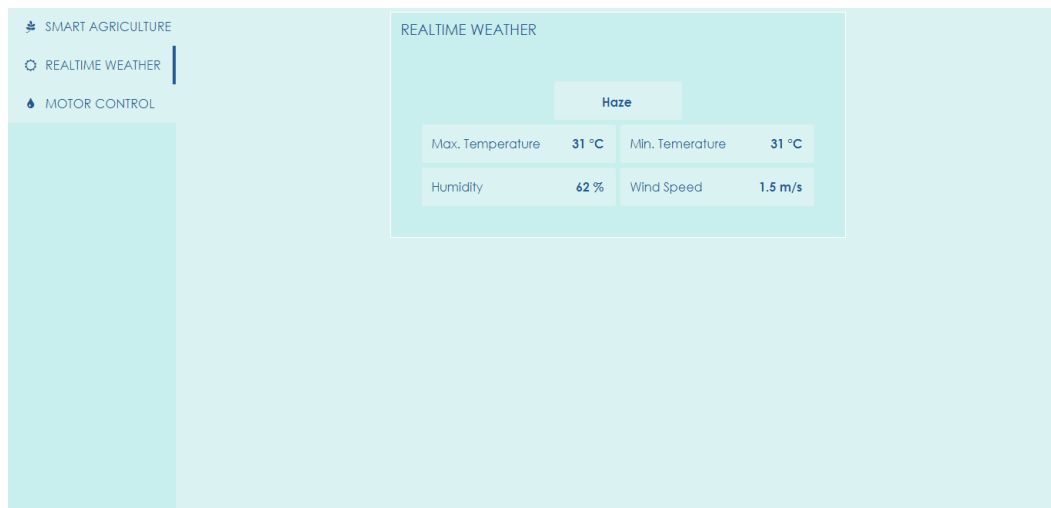 SMART AGRICULTURE
REALTIME WEATHER
MOTOR CONTROL
REALTIME WEATHER
Haze
Max. Temperature 31 °C Min. Temerature 31 °C
Humidity 62 % Wind Speed 1.5 m/s